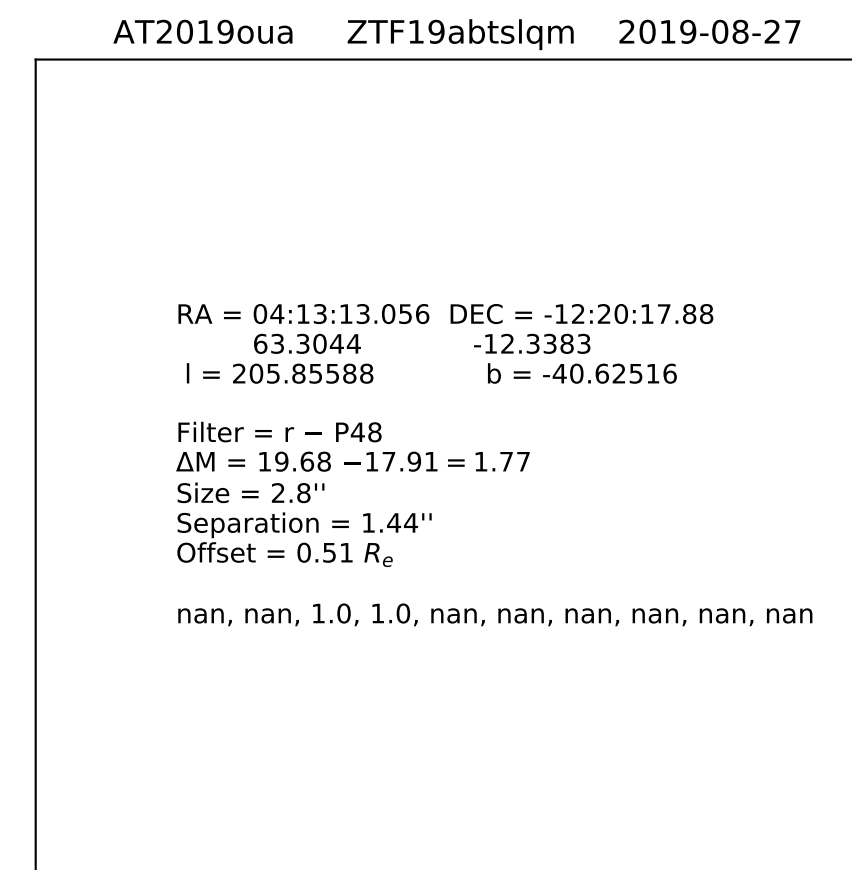 AT2019oua ZTF19abtslqm 2019-08-27
RA = 04:13:13.056 DEC = -12:20:17.88
63.3044 -12.3383
l = 205.85588 b = -40.62516
Filter = r − P48
ΔM = 19.68 −17.91 = 1.77
Size = 2.8''
Separation = 1.44''
Offset = 0.51 Rₑ
nan, nan, 1.0, 1.0, nan, nan, nan, nan, nan, nan